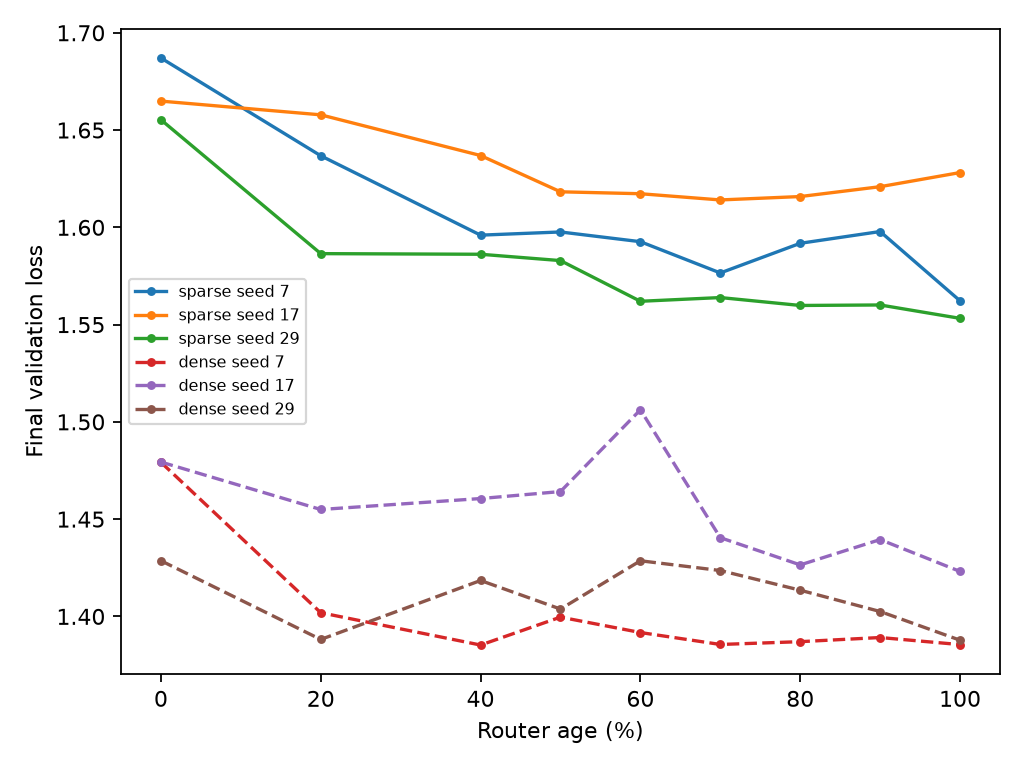 1.70
1.65
1.60
1.55
1.50
1.45
1.40
Final validation loss
sparse seed 7
sparse seed 17
sparse seed 29
dense seed 7
dense seed 17
dense seed 29
0 20 40 60 80 100
Router age (%)